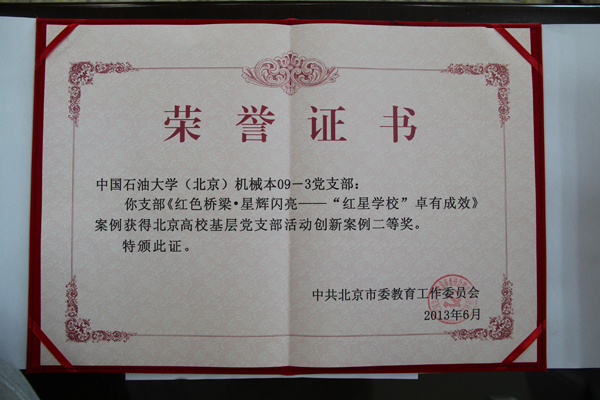 荣誉证书
中国石油大学（北京）机械本09－3党支部：
你支部《红色桥梁•星辉闪亮——“红星学校”卓有成效》
案例获得北京高校基层党支部活动创新案例二等奖。
特颁此证。
中共北京市委教育工作委员会
2013年6月